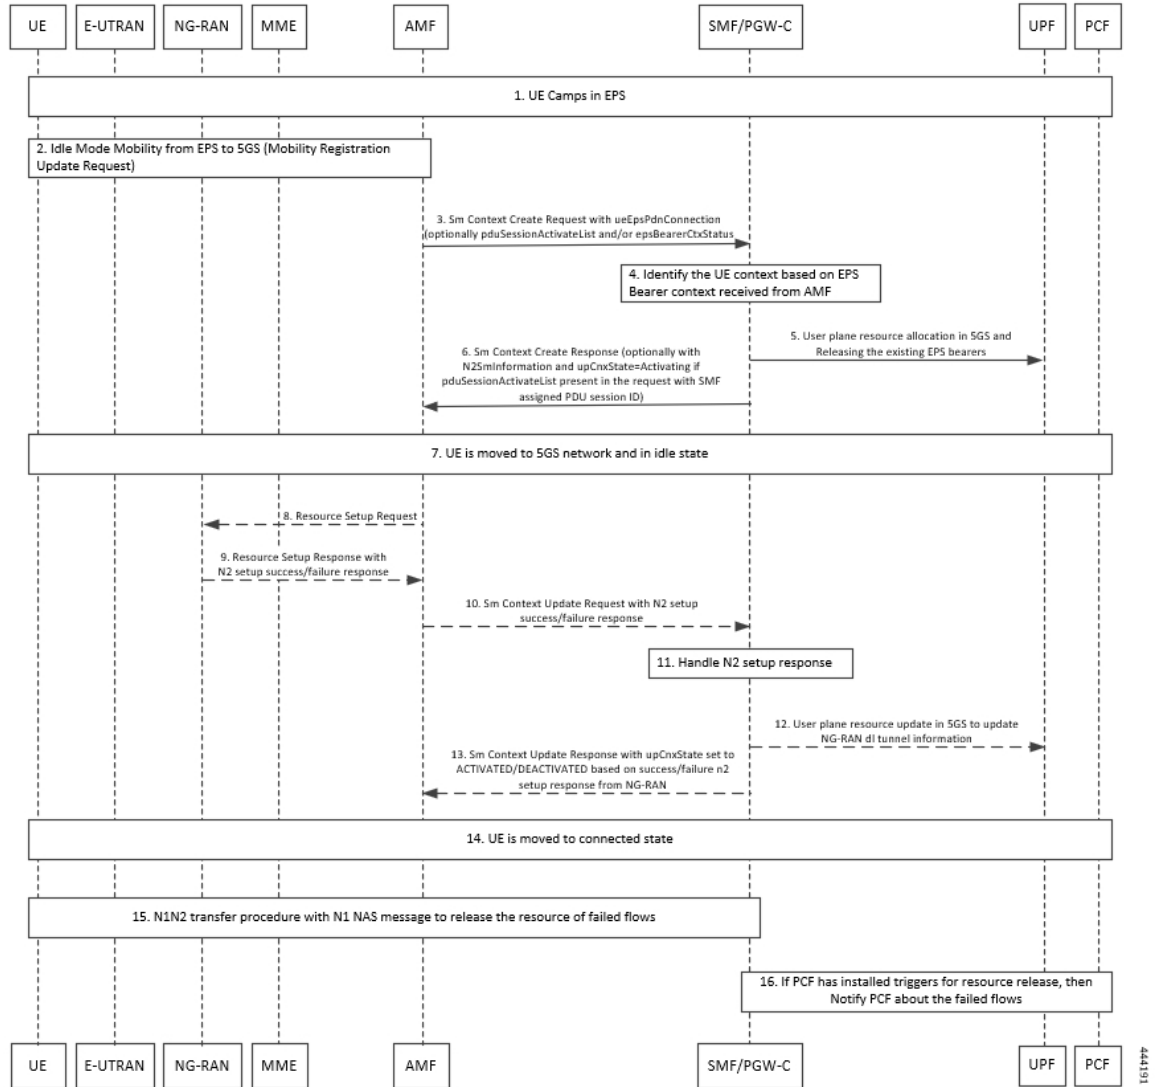 UE E-UTRAN NG-RAN MME AMF SMF/PGW-C UPF PCF
1. UE Camps in EPS
2. Idle Mode Mobility from EPS to 5GS (Mobility Registration
Update Request)
3. Sm Context Create Request with ueEpsPdnConnection
(optionally pduSessionActivateList and/or epsBearerCtxStatus
4. Identify the UE context based on EPS
Bearer context received from AMF
5. User plane resource allocation in 5GS and
Releasing the existing EPS bearers
6. Sm Context Create Response (optionally with
N2SmInformation and upCnxState=Activating if
pduSessionActivateList present in the request with SMF
assigned PDU session ID)
7. UE is moved to 5GS network and in idle state
8. Resource Setup Request
9. Resource Setup Response with
N2 setup success/failure response
10. Sm Context Update Request with N2 setup
success/failure response
11. Handle N2 setup response
12. User plane resource update in 5GS to update
NG-RAN dl tunnel information
13. Sm Context Update Response with upCnxState set to
ACTIVATED/DEACTIVATED based on success/failure n2
setup response from NG-RAN
14. UE is moved to connected state
15. N1N2 transfer procedure with N1 NAS message to release the resource of failed flows
16. If PCF has installed triggers for resource release, then
Notify PCF about the failed flows
UE E-UTRAN NG-RAN MME AMF SMF/PGW-C UPF PCF
444191